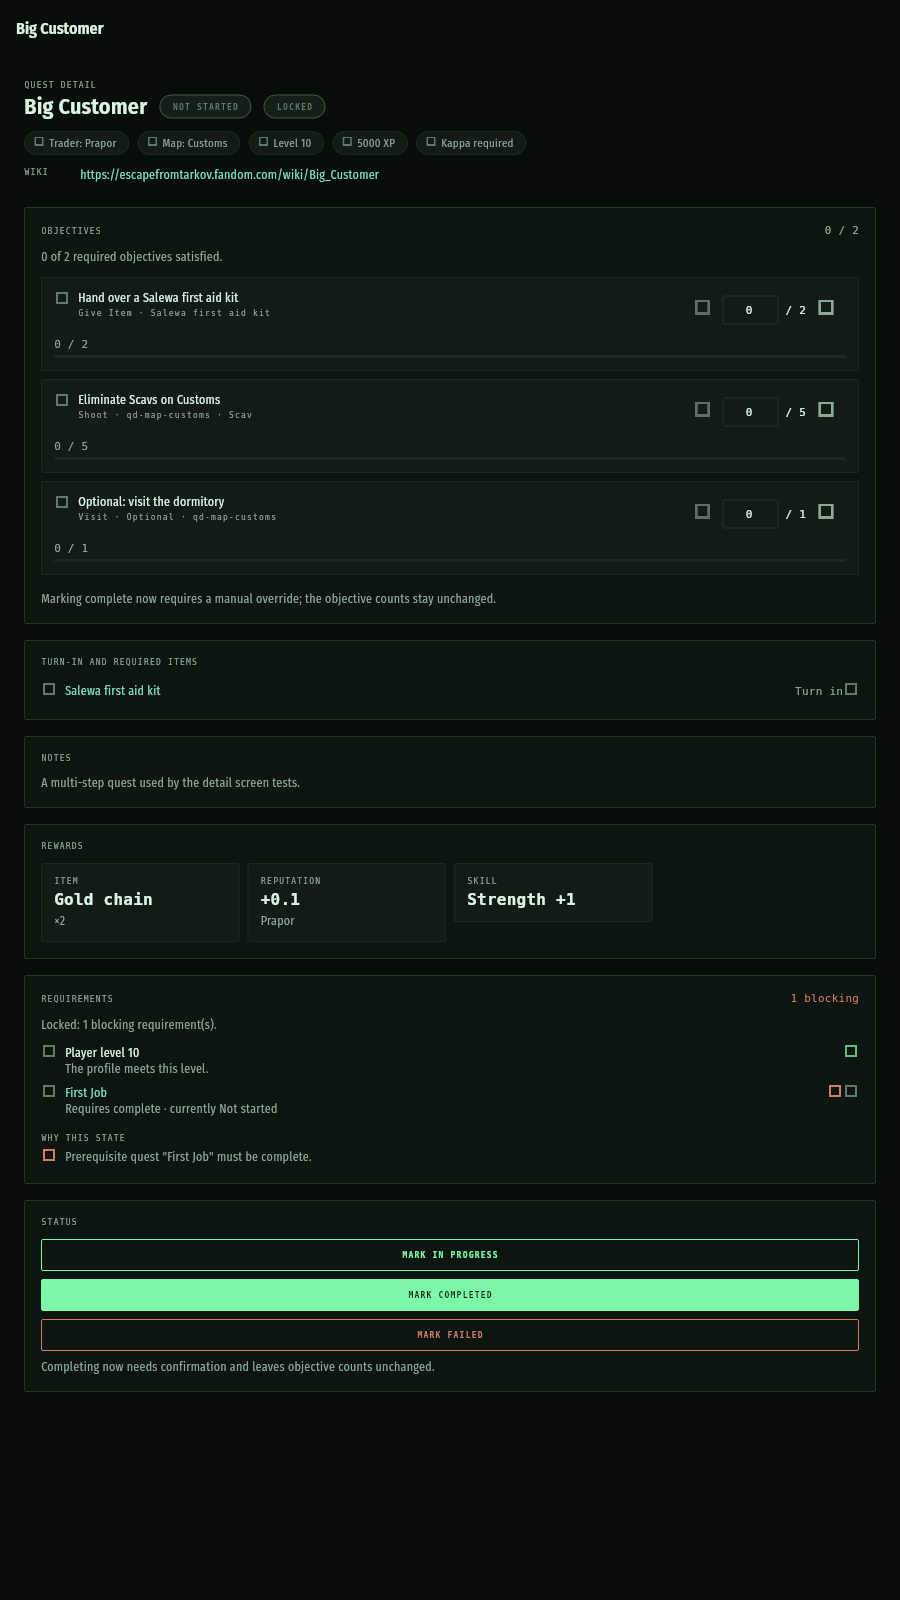 Big Customer
QUEST DETAIL
Big Customer NOT STARTED LOCKED
Trader: Prapor Map: Customs Level 10 5000 XP Kappa required
WIKI https://escapefromtarkov.fandom.com/wiki/Big_Customer
OBJECTIVES 0 / 2
0 of 2 required objectives satisfied.
Hand over a Salewa first aid kit
Give Item · Salewa first aid kit
0 / 2
0 / 2
Eliminate Scavs on Customs
Shoot · qd-map-customs · Scav
0 / 5
0 / 5
Optional: visit the dormitory
Visit · Optional · qd-map-customs
0 / 1
0 / 1
Marking complete now requires a manual override; the objective counts stay unchanged.
TURN-IN AND REQUIRED ITEMS
Salewa first aid kit Turn in
NOTES
A multi-step quest used by the detail screen tests.
REWARDS
ITEM
Gold chain
×2
REPUTATION
+0.1
Prapor
SKILL
Strength +1
REQUIREMENTS 1 blocking
Locked: 1 blocking requirement(s).
Player level 10
The profile meets this level.
First Job
Requires complete · currently Not started
WHY THIS STATE
Prerequisite quest "First Job" must be complete.
STATUS
MARK IN PROGRESS
MARK COMPLETED
MARK FAILED
Completing now needs confirmation and leaves objective counts unchanged.